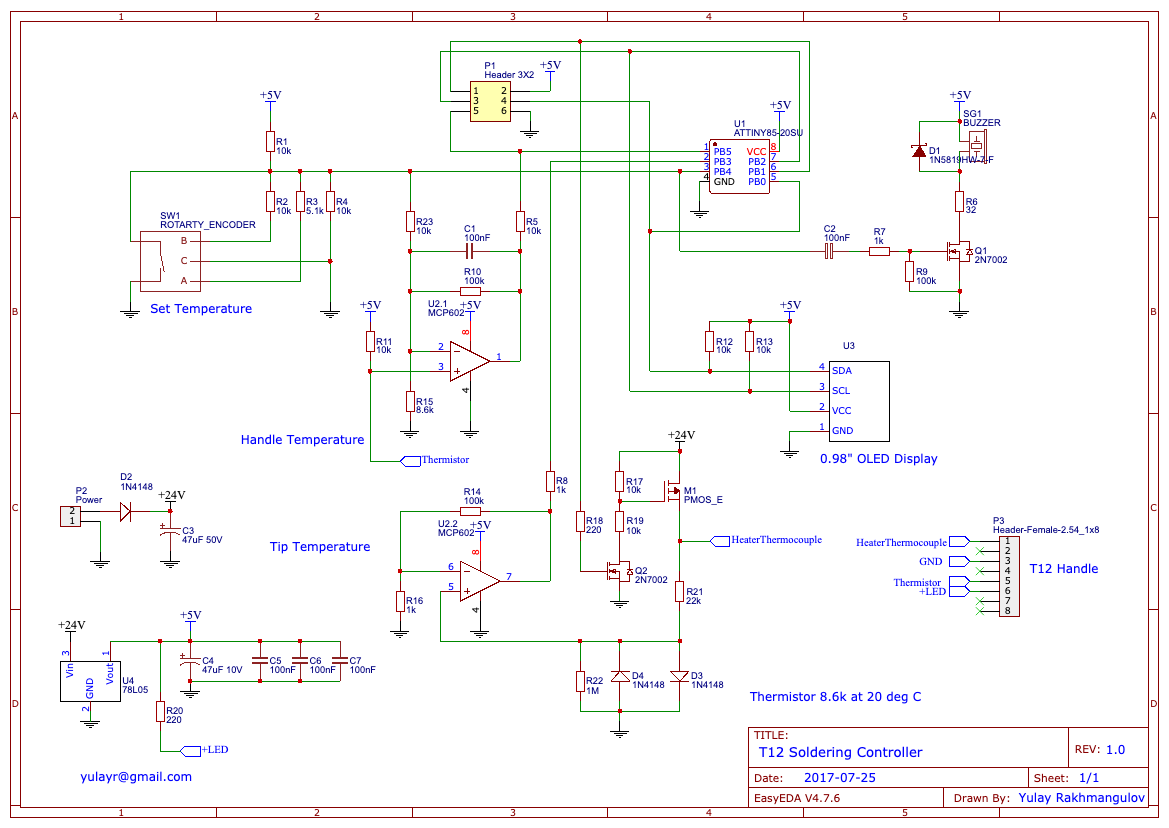 1 2 3 4 5
A A
B B
C C
D D
1 2 3 4 5
P1
Header 3X2
+5V
1 2
3 4
5 6
+5V
R1
10k
R2
10k
R3
5.1k
R4
10k
SW1
ROTARTY_ENCODER
B
C
A
Set Temperature
U1
ATTINY85-20SU
+5V
1 PB5 VCC 8
2 PB3 PB2 7
3 PB4 PB1 6
4 GND PB0 5
+5V
SG1
BUZZER
D1
1N5819HW-7-F
R6
32
C2
100nF
R7
1k
R9
100k
Q1
2N7002
R23
10k
C1
100nF
R5
10k
R10
100k
U2.1
MCP602
+5V
8
2
3
1
4
+5V
R11
10k
R15
8.6k
Handle Temperature
Thermistor
+5V
R12
10k
R13
10k
U3
4 SDA
3 SCL
2 VCC
1 GND
0.98" OLED Display
P2
Power
2
1
D2
1N4148
+24V
C3
47uF 50V
Tip Temperature
R14
100k
U2.2
MCP602
+5V
8
6
5
7
4
R16
1k
R8
1k
R18
220
+24V
R17
10k
M1
PMOS_E
R19
10k
Q2
2N7002
HeaterThermocouple
R21
22k
R22
1M
D4
1N4148
D3
1N4148
P3
Header-Female-2.54_1x8
HeaterThermocouple
GND
Thermistor
+LED
1
2
3
4
5
6
7
8
T12 Handle
+24V
3
Vin
1
Vout
GND
2
U4
78L05
+5V
C4
47uF 10V
C5
100nF
C6
100nF
C7
100nF
R20
220
+LED
yulayr@gmail.com
Thermistor 8.6k at 20 deg C
TITLE:
T12 Soldering Controller
REV: 1.0
Date: 2017-07-25
Sheet: 1/1
EasyEDA V4.7.6
Drawn By: Yulay Rakhmangulov